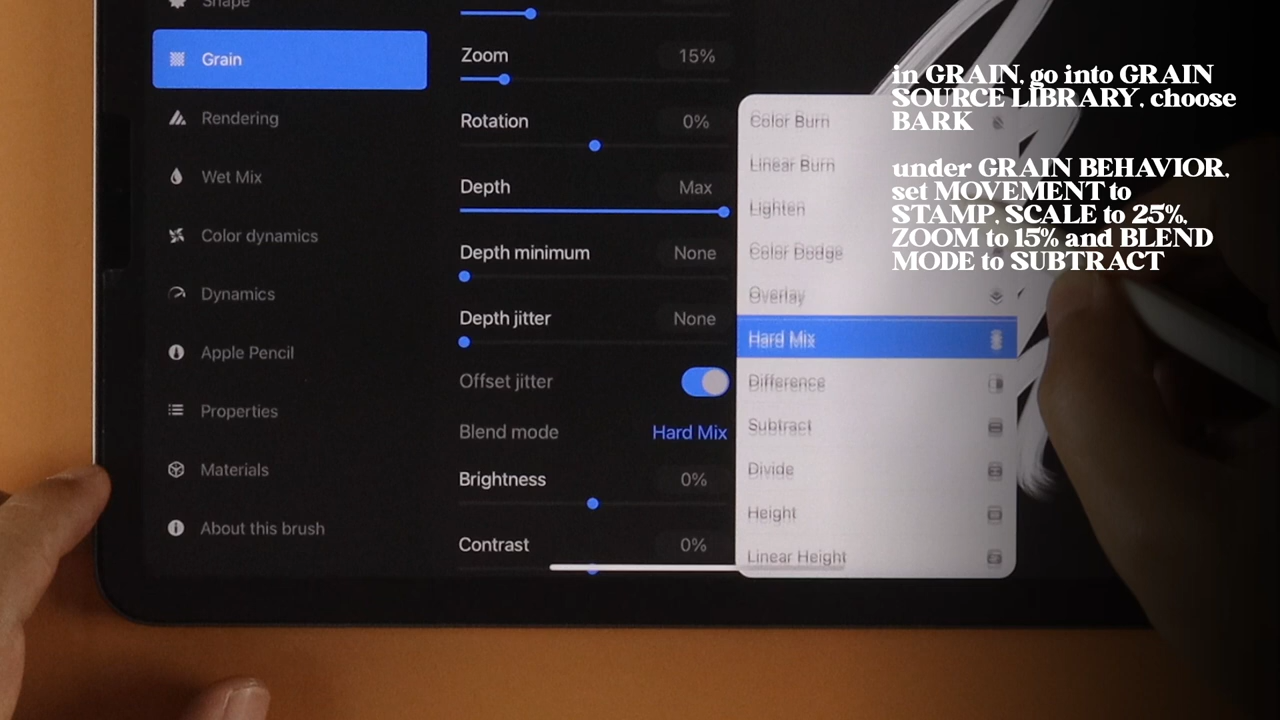 Shape
Grain
Rendering
Wet Mix
Color dynamics
Dynamics
Apple Pencil
Properties
Materials
About this brush
Zoom
15%
Rotation
0%
Depth
Max
Depth minimum
None
Depth jitter
None
Offset jitter
Blend mode
Hard Mix
Brightness
0%
Contrast
0%
Color Burn
Linear Burn
Lighten
Color Dodge
Overlay
Hard Mix
Difference
Subtract
Divide
Height
Linear Height
in GRAIN, go into GRAIN
SOURCE LIBRARY, choose
BARK
under GRAIN BEHAVIOR,
set MOVEMENT to
STAMP, SCALE to 25%,
ZOOM to 15% and BLEND
MODE to SUBTRACT